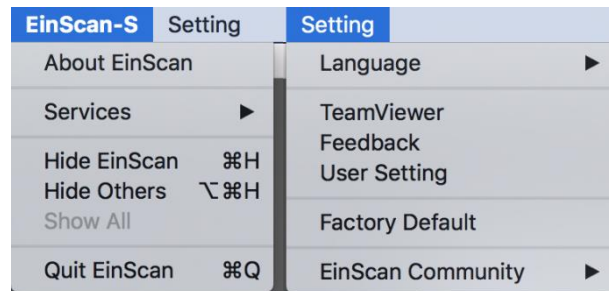 EinScan-S Setting
About EinScan
Services ▶
Hide EinScan ⌘H
Hide Others ⌥⌘H
Show All
Quit EinScan ⌘Q
Setting
Language ▶
TeamViewer
Feedback
User Setting
Factory Default
EinScan Community ▶